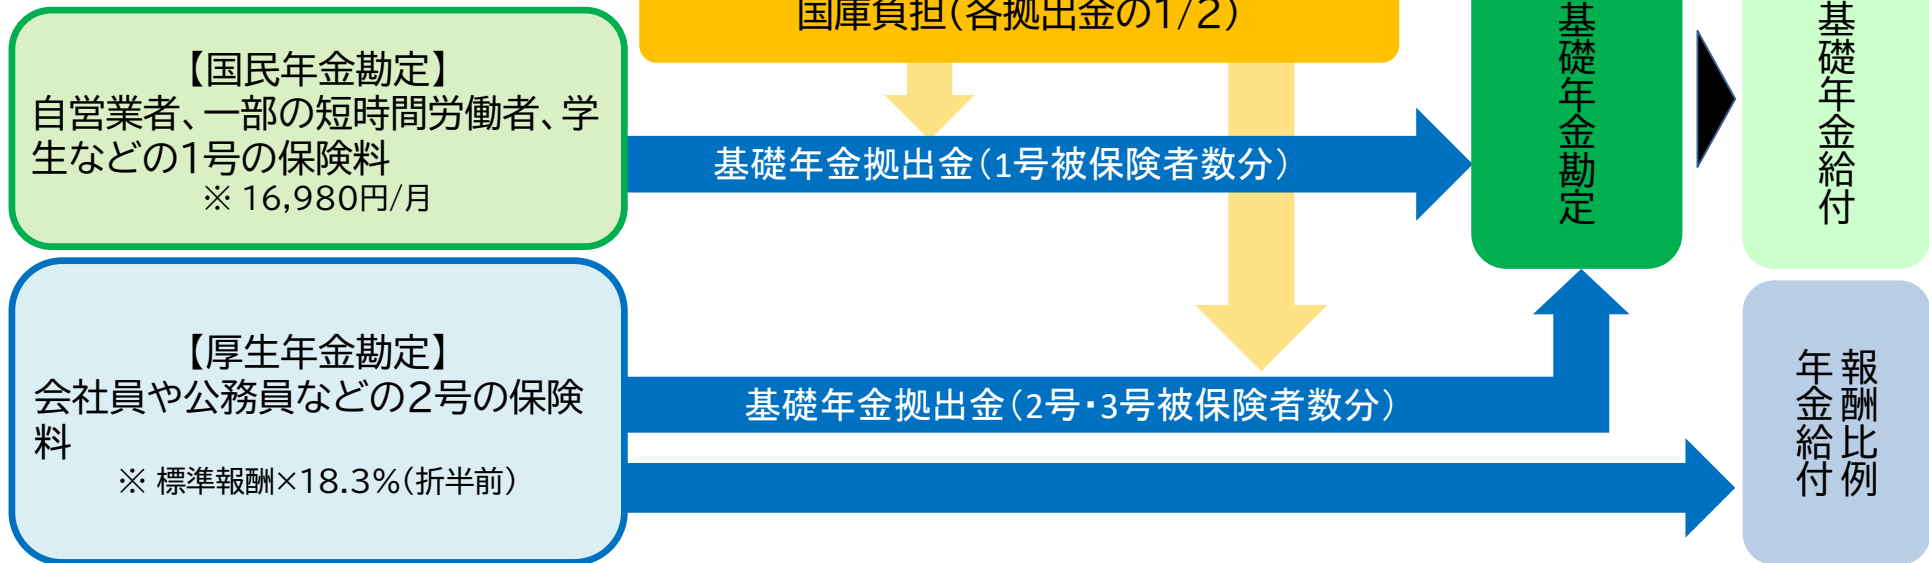 国庫負担(各拠出金の1/2)
【国民年金勘定】
自営業者、一部の短時間労働者、学
生などの1号の保険料
※ 16,980円/月
基礎年金拠出金(1号被保険者数分)
基礎年金勘定
基礎年金給付
【厚生年金勘定】
会社員や公務員などの2号の保険
料
※ 標準報酬×18.3%(折半前)
基礎年金拠出金(2号・3号被保険者数分)
報酬比例
年金給付